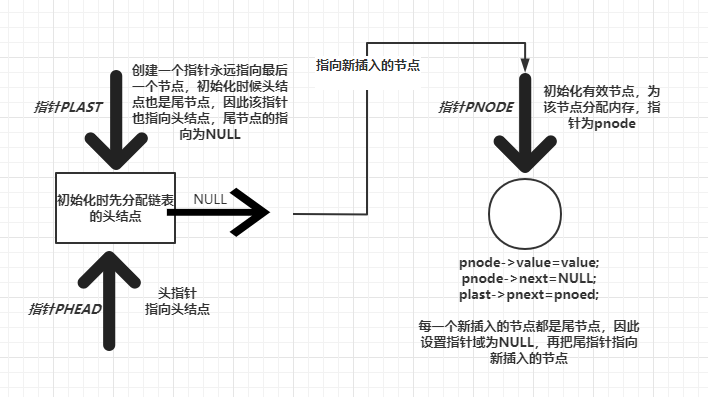 创建一个指针永远指向最后
一个节点，初始化时候头结
点也是尾节点，因此该指针
也指向头结点，尾节点的指
向为NULL
指针PLAST
指向新插入的节点
指针PNODE
初始化有效节点，为
该节点分配内存，指
针为pnode
初始化时先分配链表
的头结点
NULL
指针PHEAD
头指针
指向头结点
pnode->value=value;
pnode->next=NULL;
plast->pnext=pnoed;
每一个新插入的节点都是尾节点，因此
设置指针域为NULL，再把尾指针指向
新插入的节点